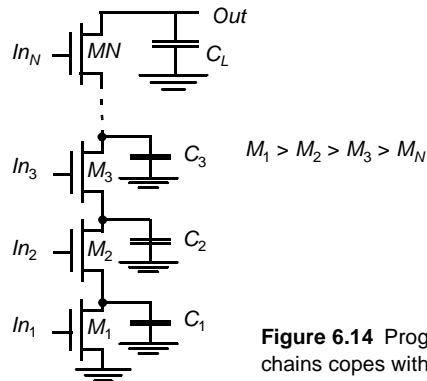 Out
In_N MN C_L
In_3 M_3 C_3 M_1 > M_2 > M_3 > M_N
In_2 M_2 C_2
In_1 M_1 C_1
Figure 6.14 Prog
chains copes with